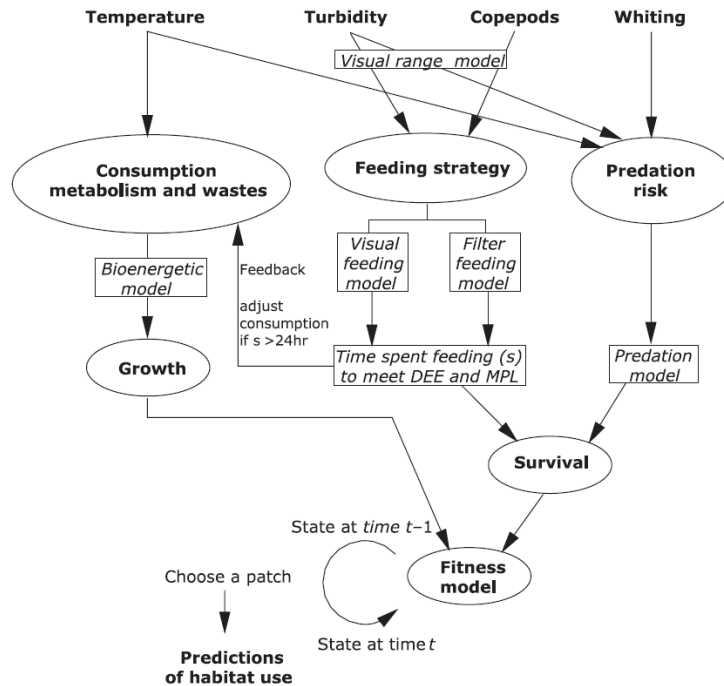 Temperature
Turbidity
Copepods
Whiting
Visual range model
Consumption
metabolism and wastes
Feeding strategy
Predation
risk
Bioenergetic
model
Feedback
adjust
consumption
if s >24hr
Visual
feeding
model
Filter
feeding
model
Growth
Time spent feeding (s)
to meet DEE and MPL
Predation
model
Survival
State at time t–1
Fitness
model
Choose a patch
State at time t
Predictions
of habitat use